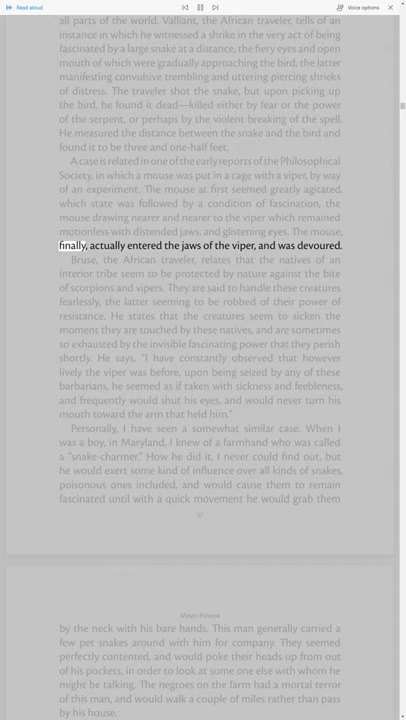 Read aloud
Voice options
all parts of the world. Valliant, the African traveler, tells of an
instance in which he witnessed a shrike in the very act of being
fascinated by a large snake at a distance, the fiery eyes and open
mouth of which were gradually approaching the bird, the latter
manifesting convulsive trembling and uttering piercing shrieks
of distress. The traveler shot the snake, but upon picking up
the bird, he found it dead—killed either by fear or the power
of the serpent, or perhaps by the violent breaking of the spell.
He measured the distance between the snake and the bird and
found it to be three and one-half feet.
A case is related in one of the early reports of the Philosophical
Society, in which a mouse was put in a cage with a viper, by way
of an experiment. The mouse at first seemed greatly agitated,
which state was followed by a condition of fascination, the
mouse drawing nearer and nearer to the viper which remained
motionless with distended jaws, and glistening eyes. The mouse,
finally, actually entered the jaws of the viper, and was devoured.
Bruse, the African traveler, relates that the natives of an
interior tribe seem to be protected by nature against the bite
of scorpions and vipers. They are said to handle these creatures
fearlessly, the latter seeming to be robbed of their power of
resistance. He states that the creatures seem to sicken the
moment they are touched by these natives, and are sometimes
so exhausted by the invisible fascinating power that they perish
shortly. He says, "I have constantly observed that however
lively the viper was before, upon being seized by any of these
barbarians, he seemed as if taken with sickness and feebleness,
and frequently would shut his eyes, and would never turn his
mouth toward the arm that held him."
Personally, I have seen a somewhat similar case. When I
was a boy, in Maryland, I knew of a farmhand who was called
a "snake-charmer." How he did it, I never could find out, but
he would exert some kind of influence over all kinds of snakes,
poisonous ones included, and would cause them to remain
fascinated until with a quick movement he would grab them
37
Mind-Power
by the neck with his bare hands. This man generally carried a
few pet snakes around with him for company. They seemed
perfectly contented, and would poke their heads up from out
of his pockets, in order to look at some one else with whom he
might be talking. The negroes on the farm had a mortal terror
of this man, and would walk a couple of miles rather than pass
by his house.